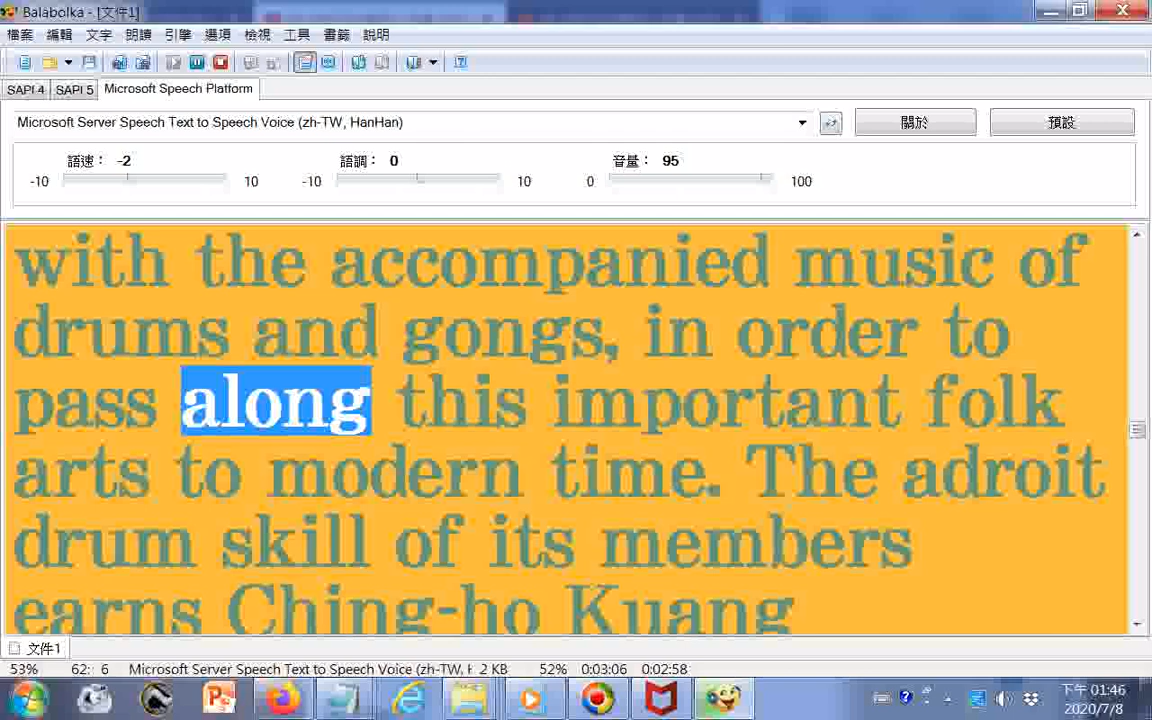 Balabolka - [文件1]
檔案 編輯 文字 朗讀 引擎 選項 檢視 工具 書籤 說明
SAPI 4 SAPI 5 Microsoft Speech Platform
Microsoft Server Speech Text to Speech Voice (zh-TW, HanHan) 關於 預設
語速： -2 語調： 0 音量： 95
-10 10 -10 10 0 100
with the accompanied music of
drums and gongs, in order to
pass along this important folk
arts to modern time. The adroit
drum skill of its members
earns Ching-ho Kuang
文件1
53% 62: 6 Microsoft Server Speech Text to Speech Voice (zh-TW, 2 KB 52% 0:03:06 0:02:58
下午 01:46
2020/7/8